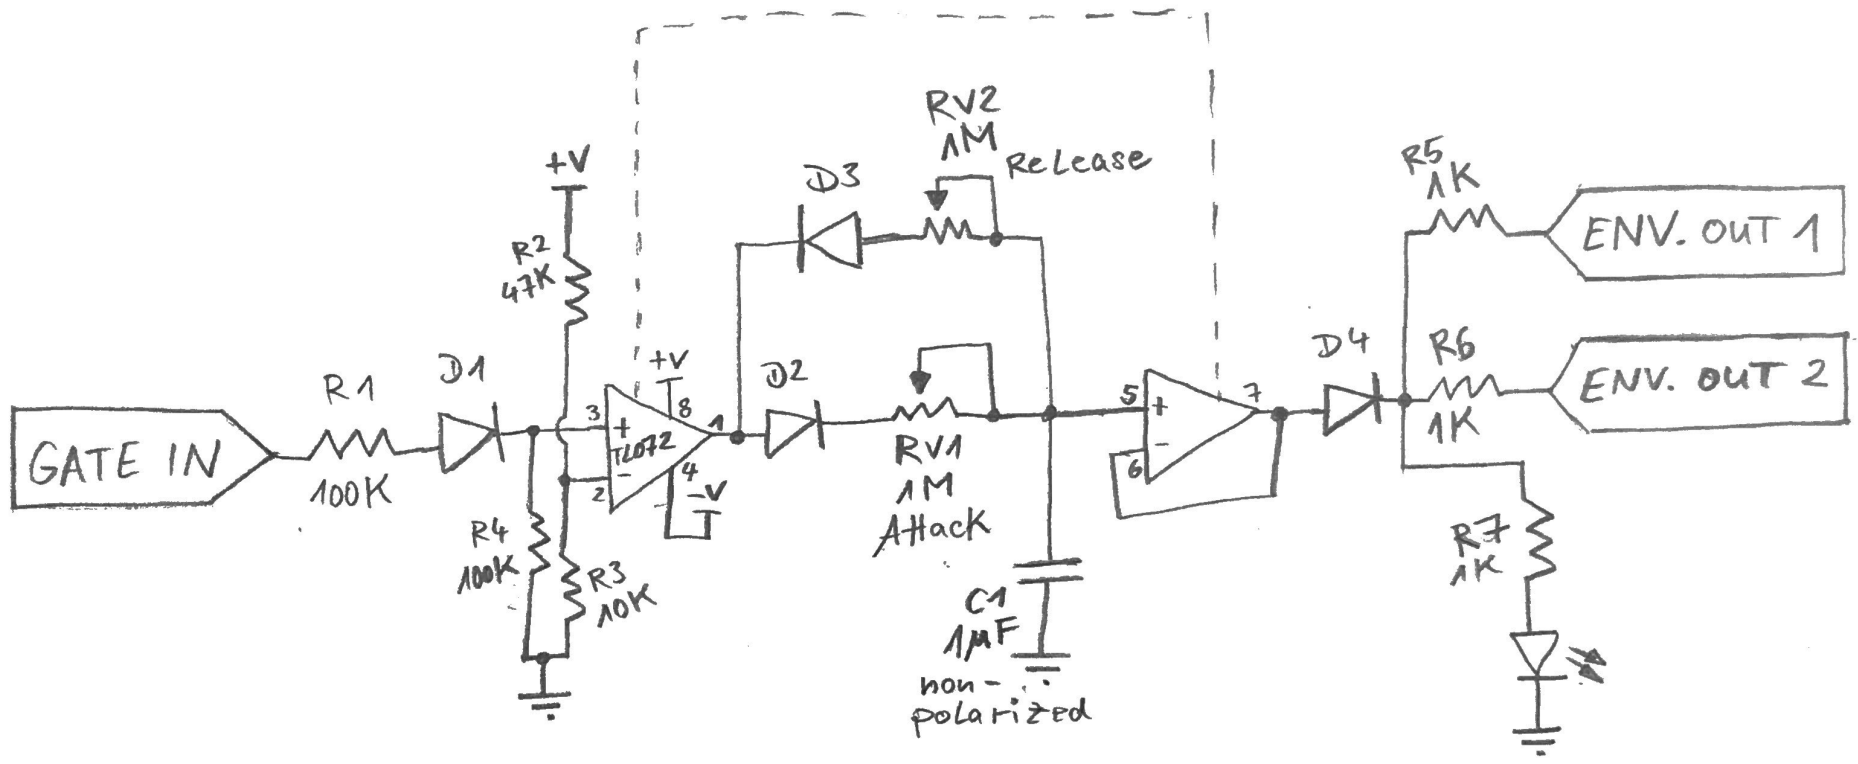 RV2
1M
Release
D3
+V
R2
47K
R5
1K
ENV. OUT 1
D1
R1
100K
GATE IN
+V
3
8
+
TL072
1
-
2
4
-V
D2
RV1
1M
Attack
5
+
-
6
7
D4
R6
1K
ENV. OUT 2
R4
100K
R3
10K
C1
1µF
non-
polarized
R7
1K